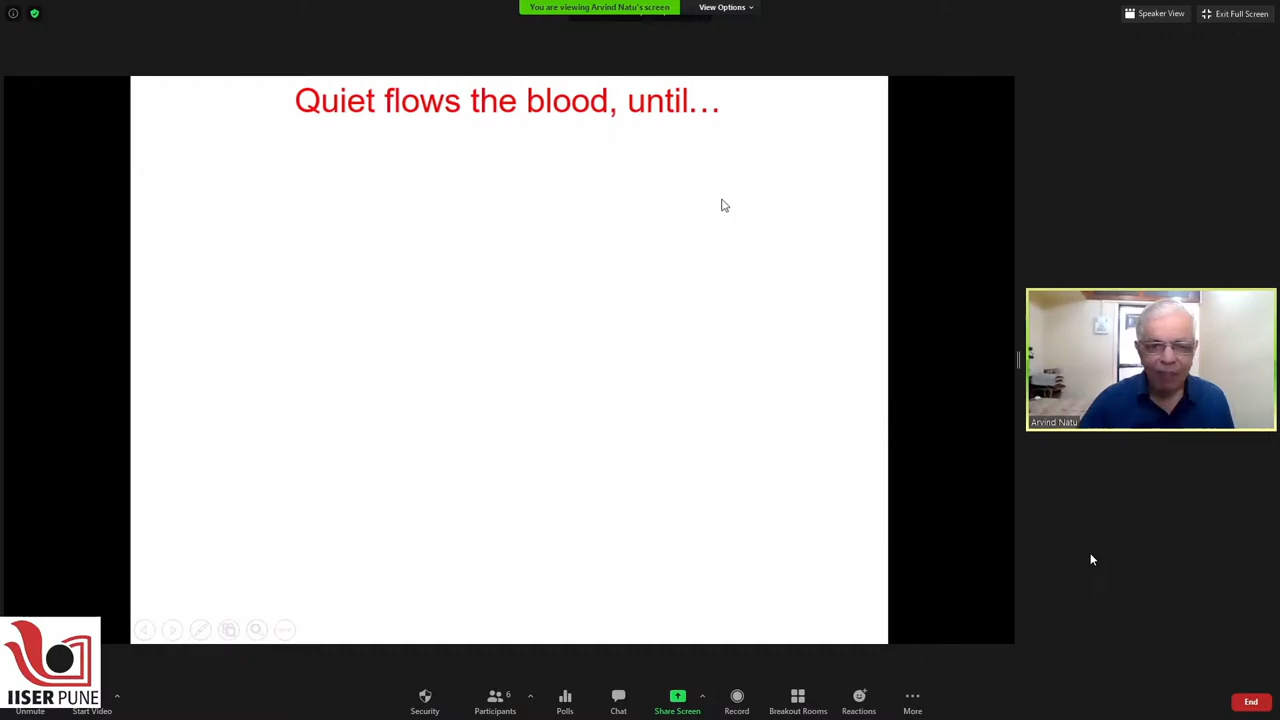 You are viewing Arvind Natu's screen
View Options
Speaker View
Exit Full Screen
Quiet flows the blood, until…
Arvind Natu
IISER PUNE
Unmute
Start Video
Security
Participants
6
Polls
Chat
Share Screen
Record
Breakout Rooms
Reactions
More
End